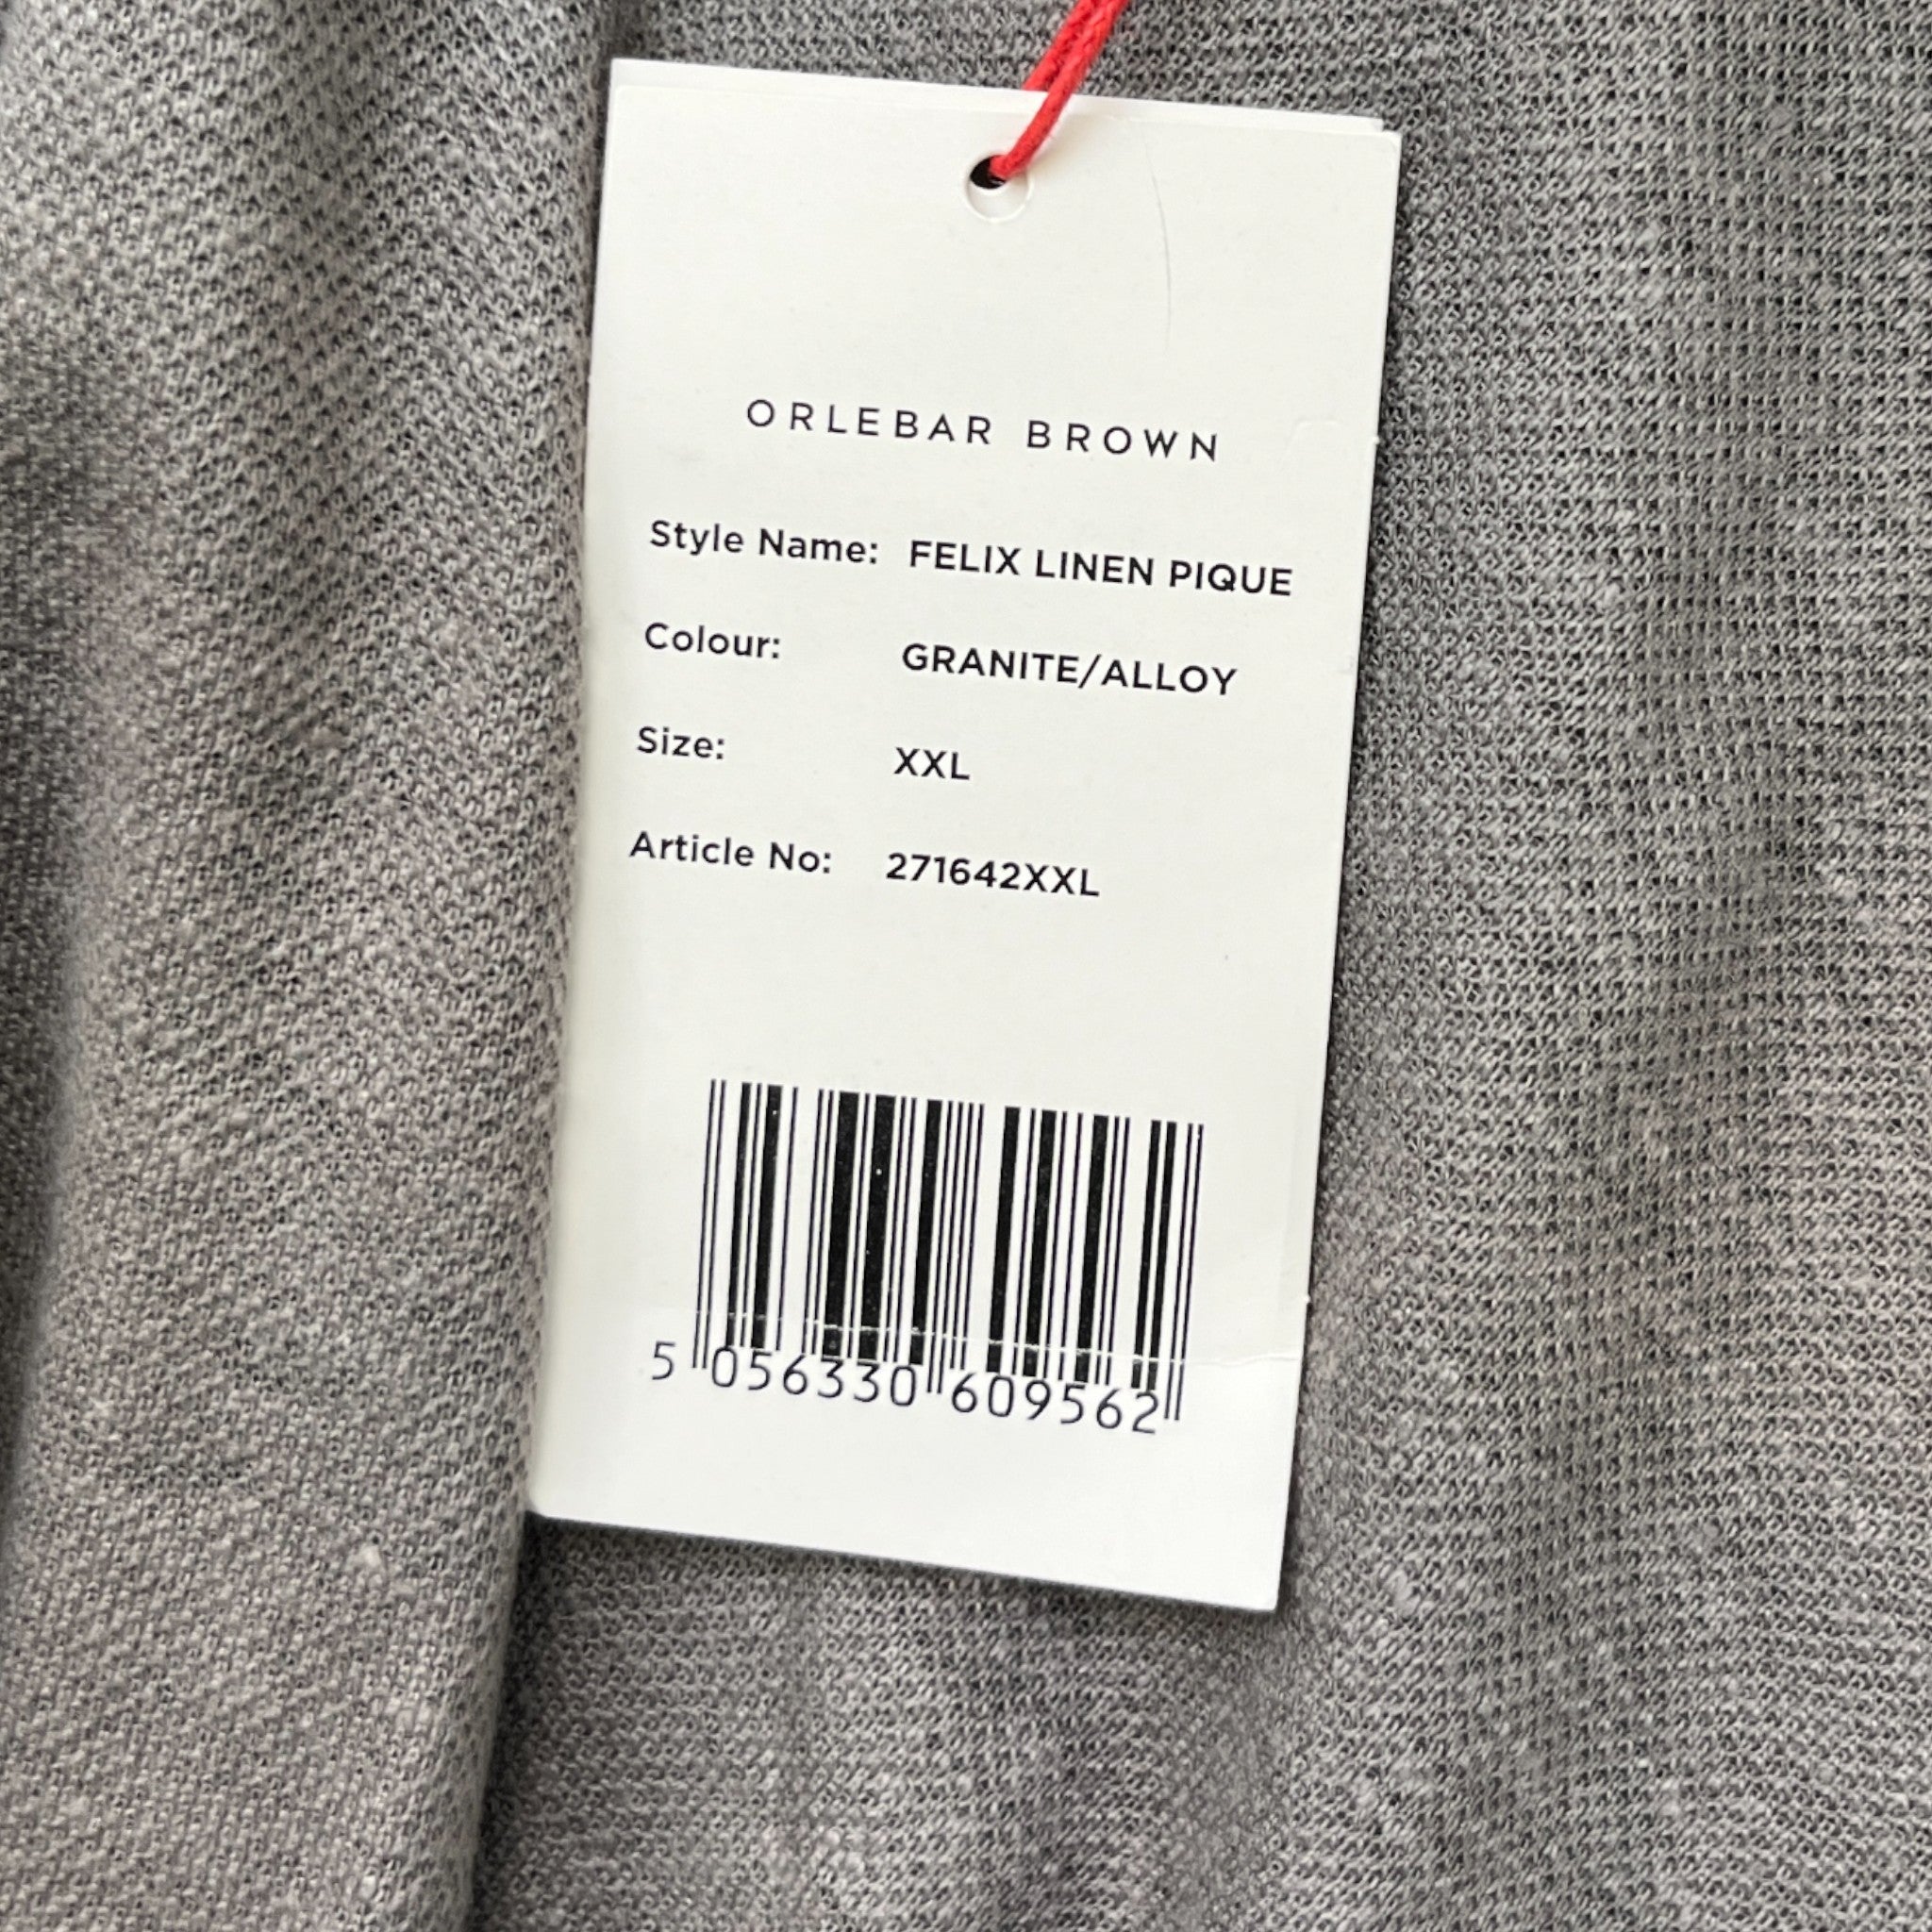 ORLEBAR BROWN
Style Name: FELIX LINEN PIQUE
Colour: GRANITE/ALLOY
Size: XXL
Article No: 271642XXL
5 056330 609562